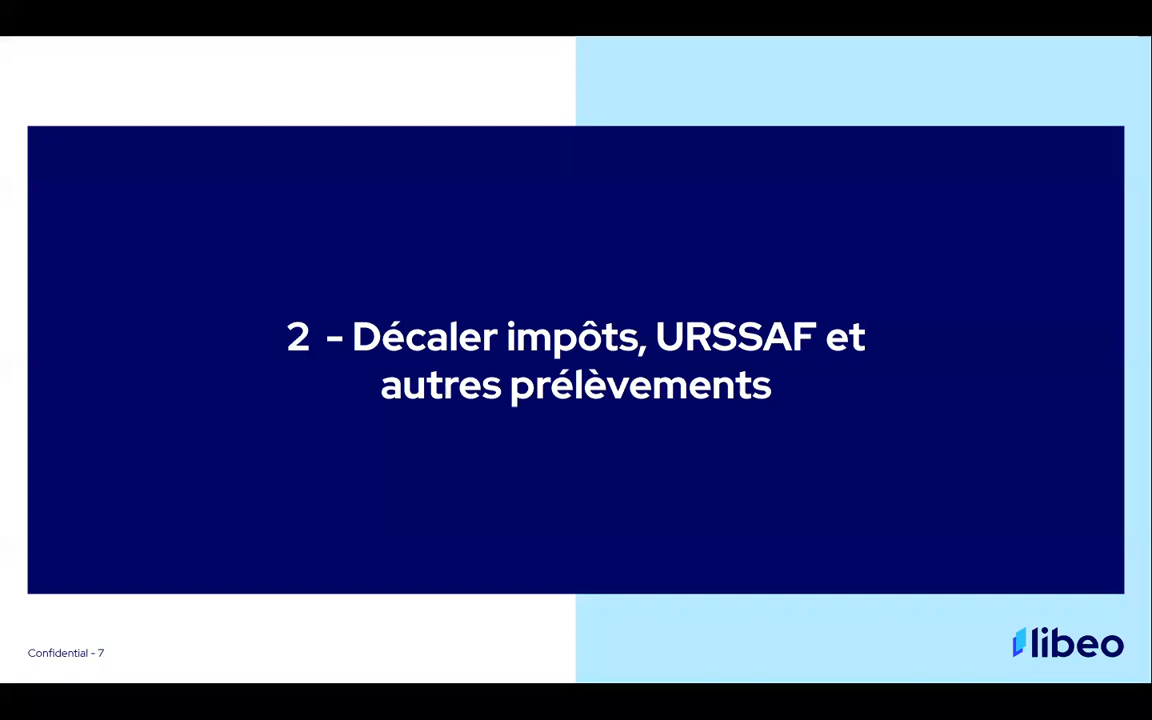 2 - Décaler impôts, URSSAF et
autres prélèvements
Confidential - 7
libeo